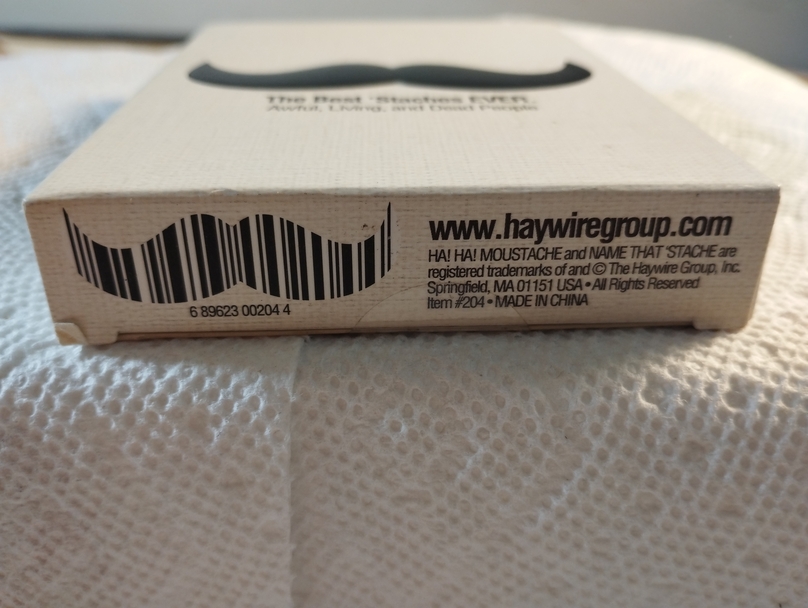 The Best 'Staches EVER.
Awful, Living, and Dead People
www.haywiregroup.com
HA! HA! MOUSTACHE and NAME THAT 'STACHE are
registered trademarks of and © The Haywire Group, Inc.
Springfield, MA 01151 USA • All Rights Reserved
Item #204 • MADE IN CHINA
6 89623 00204 4